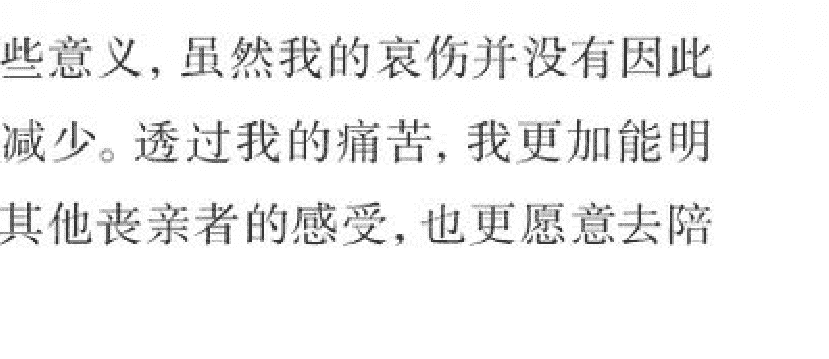 些意义，虽然我的哀伤并没有因此
减少。透过我的痛苦，我更加能明
其他丧亲者的感受，也更愿意去陪